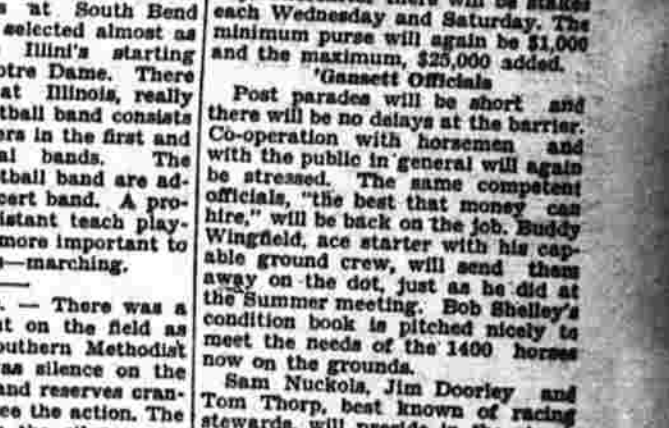 at South Bend
selected almost as
Illini's starting
otre Dame. There
at Illinois, really
tball band consists
ers in the first and
al bands. The
tball band are ad-
cert band. A pro-
istant teach play-
more important to
—marching.
. — There was a
t on the field as
outhern Methodist
as silence on the
and reserves cran-
ee the action. The
each Wednesday and Saturday. The
minimum purse will again be $1,000
and the maximum, $25,000 added.
'Gansett Officials
Post parades will be short and
there will be no delays at the barrier.
Co-operation with horsemen and
with the public in general will again
be stressed. The same competent
officials, "the best that money can
hire," will be back on the job. Buddy
Wingfield, ace starter with his cap-
able ground crew, will send them
away on the dot, just as he did at
the Summer meeting. Bob Shelley's
condition book is pitched nicely to
meet the needs of the 1400 horses
now on the grounds.
Sam Nuckols, Jim Doorley and
Tom Thorp, best known of racing
stewards, will preside in the